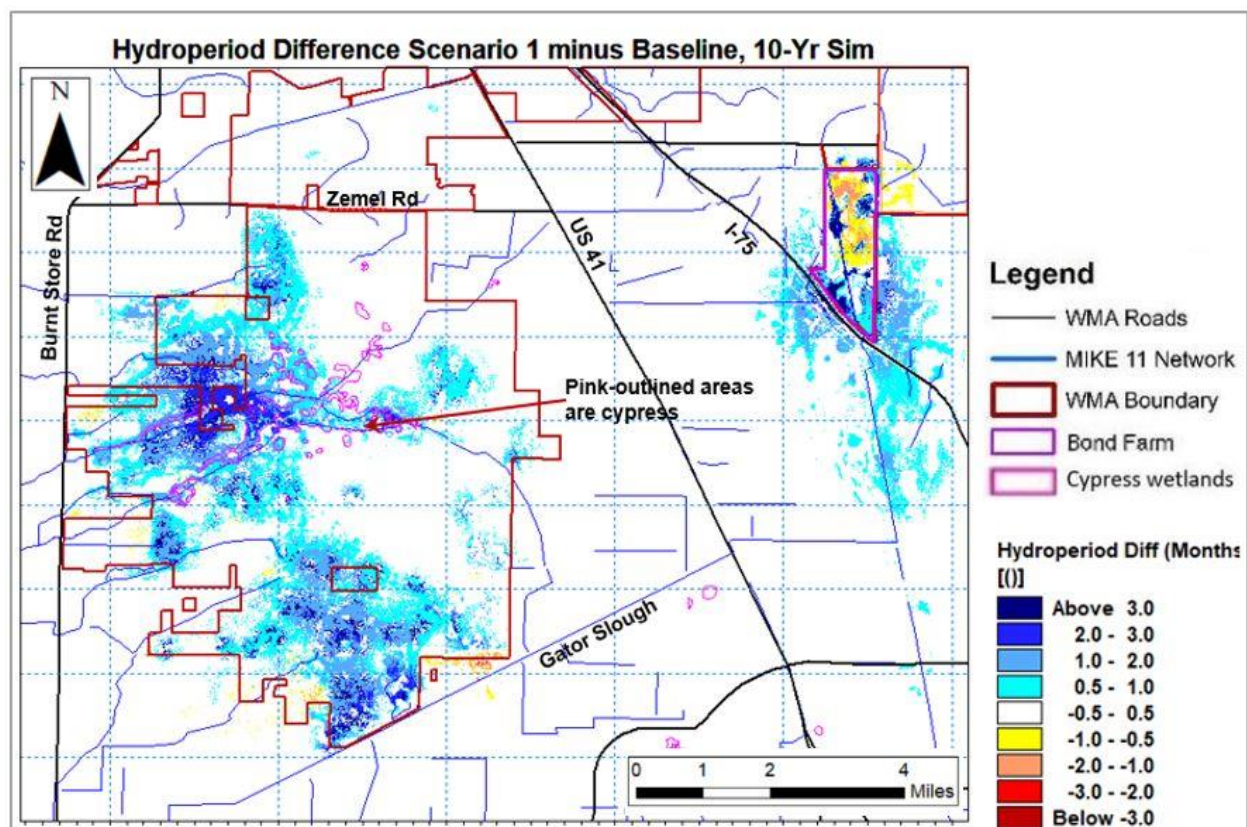 Hydroperiod Difference Scenario 1 minus Baseline, 10-Yr Sim
N
Zemel Rd
Burnt Store Rd
US 41
I-75
Pink-outlined areas
are cypress
Gator Slough
0 1 2 4
Miles
Legend
WMA Roads
MIKE 11 Network
WMA Boundary
Bond Farm
Cypress wetlands
Hydroperiod Diff (Months
[()]
Above 3.0
2.0 - 3.0
1.0 - 2.0
0.5 - 1.0
-0.5 - 0.5
-1.0 - -0.5
-2.0 - -1.0
-3.0 - -2.0
Below -3.0